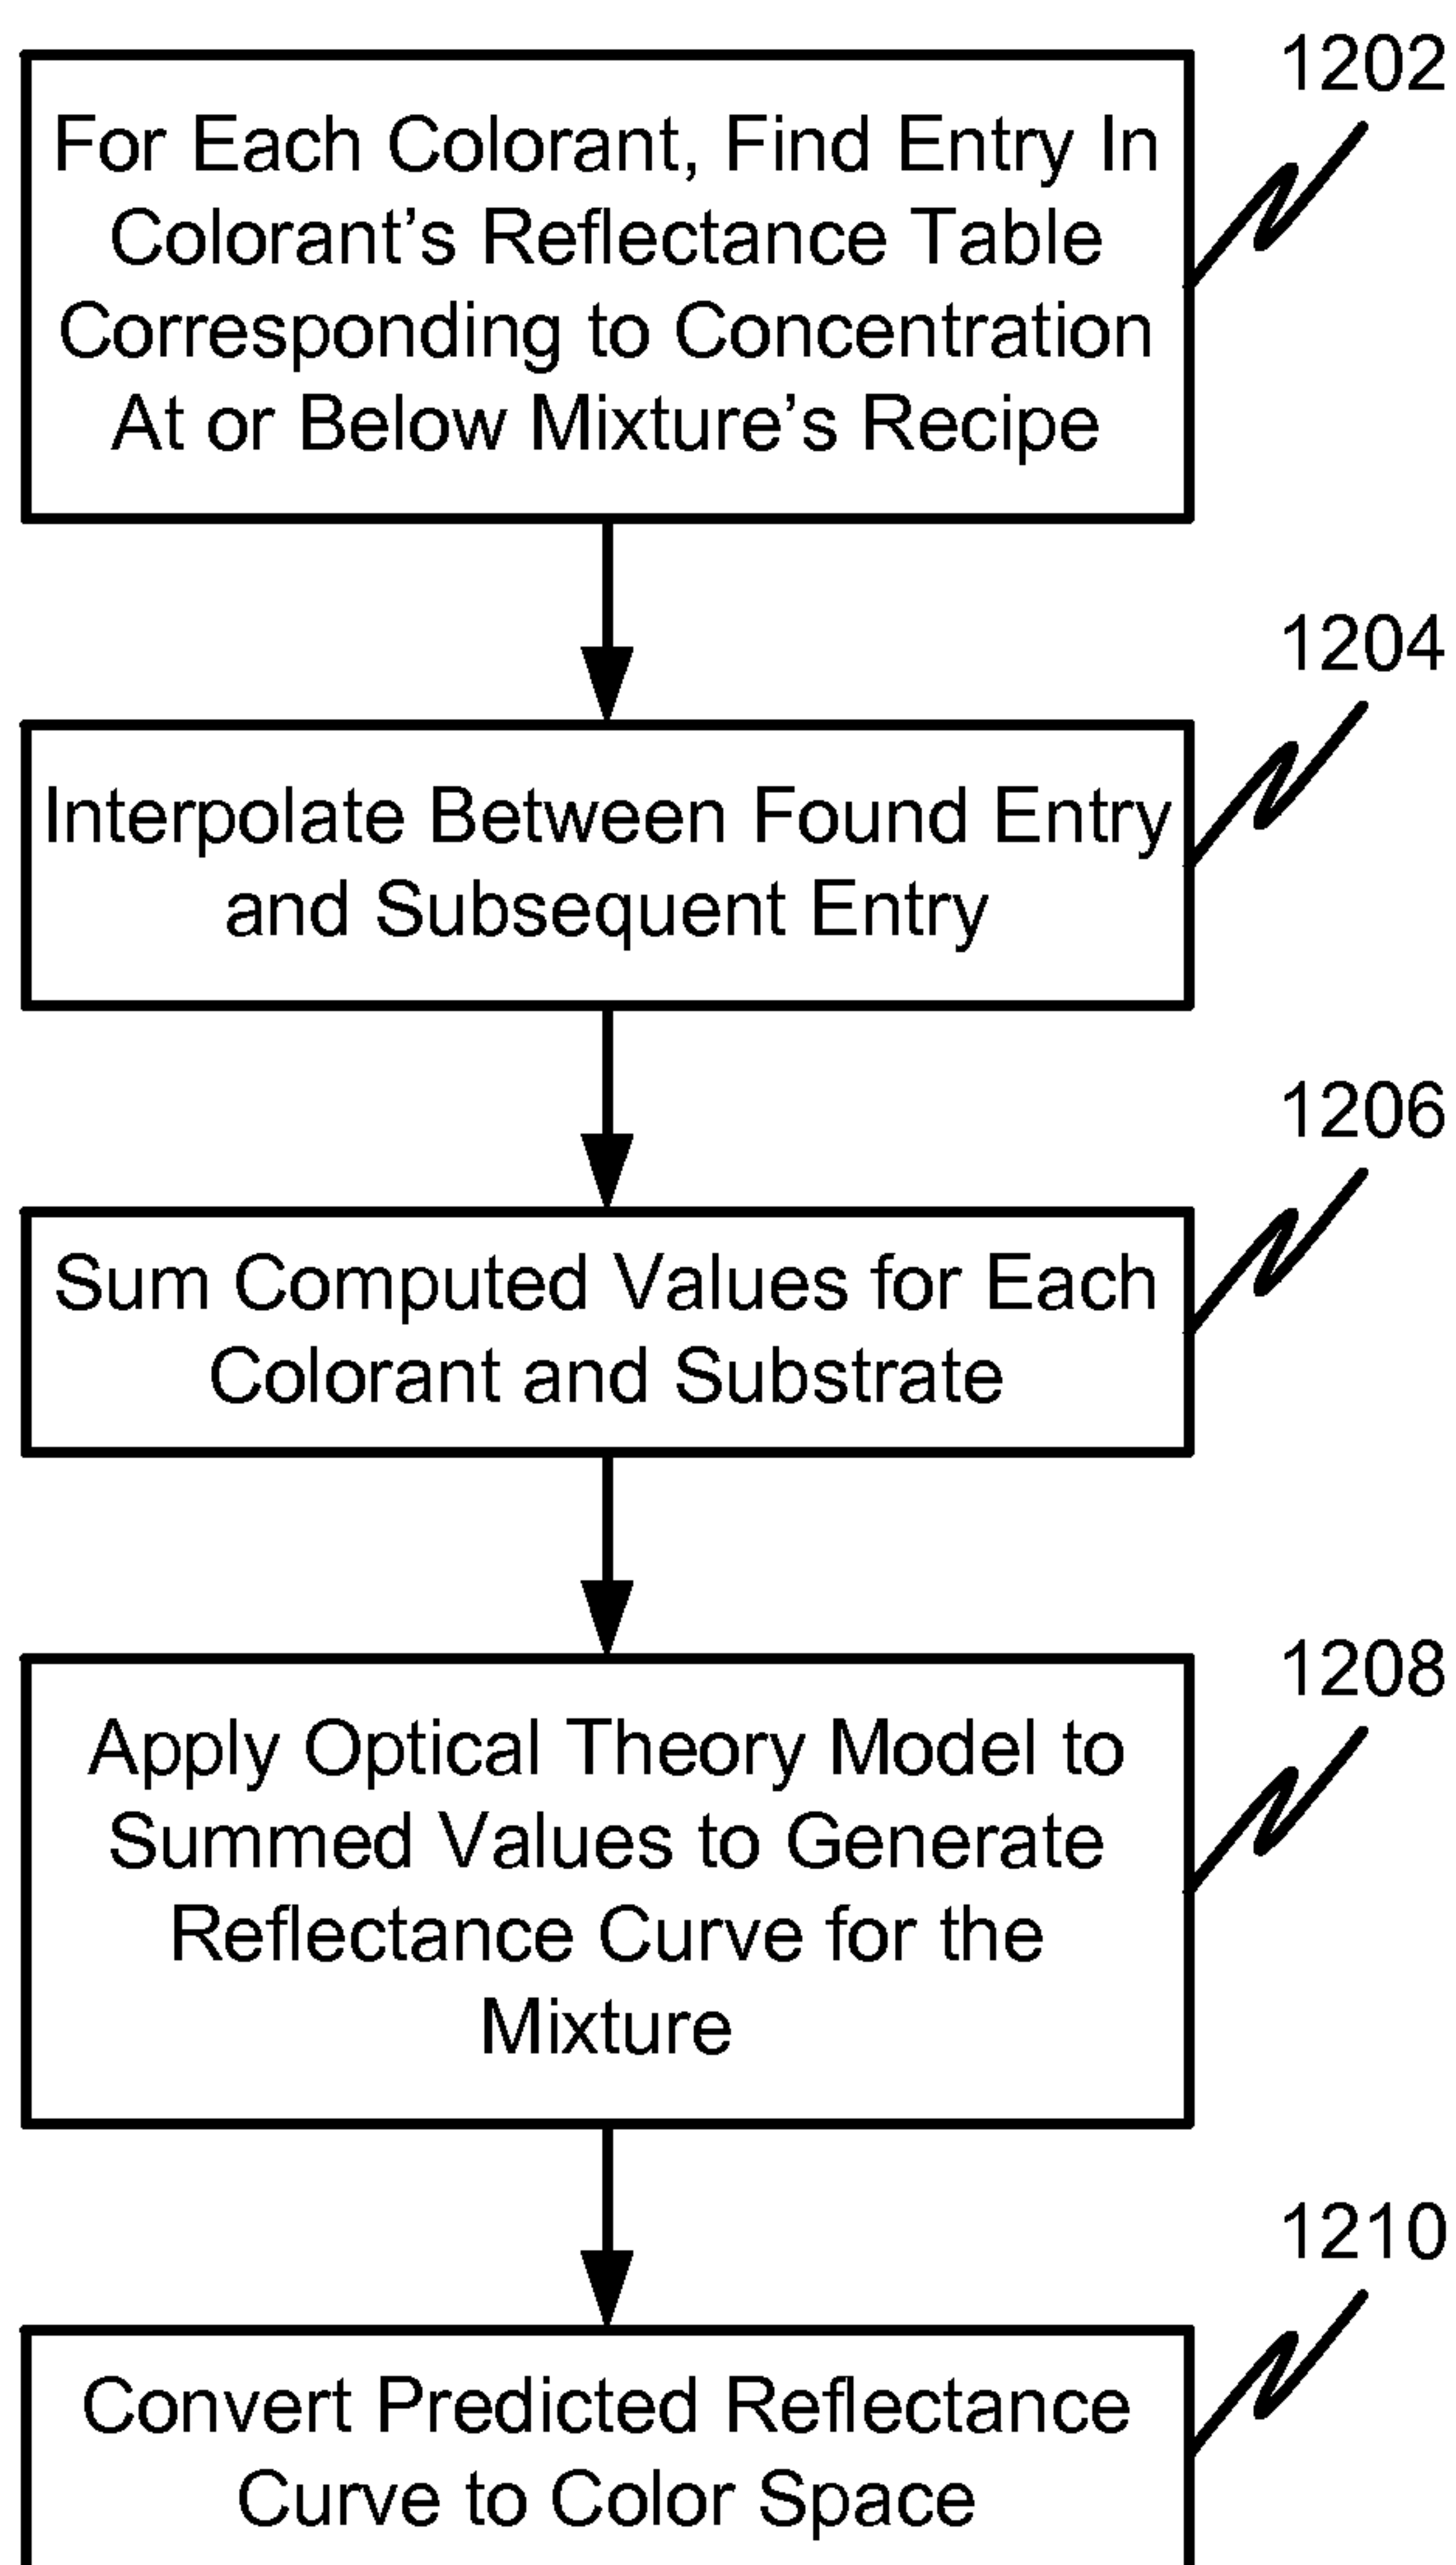 1202
For Each Colorant, Find Entry In
Colorant’s Reflectance Table
Corresponding to Concentration
At or Below Mixture’s Recipe
1204
Interpolate Between Found Entry
and Subsequent Entry
1206
Sum Computed Values for Each
Colorant and Substrate
1208
Apply Optical Theory Model to
Summed Values to Generate
Reflectance Curve for the
Mixture
1210
Convert Predicted Reflectance
Curve to Color Space